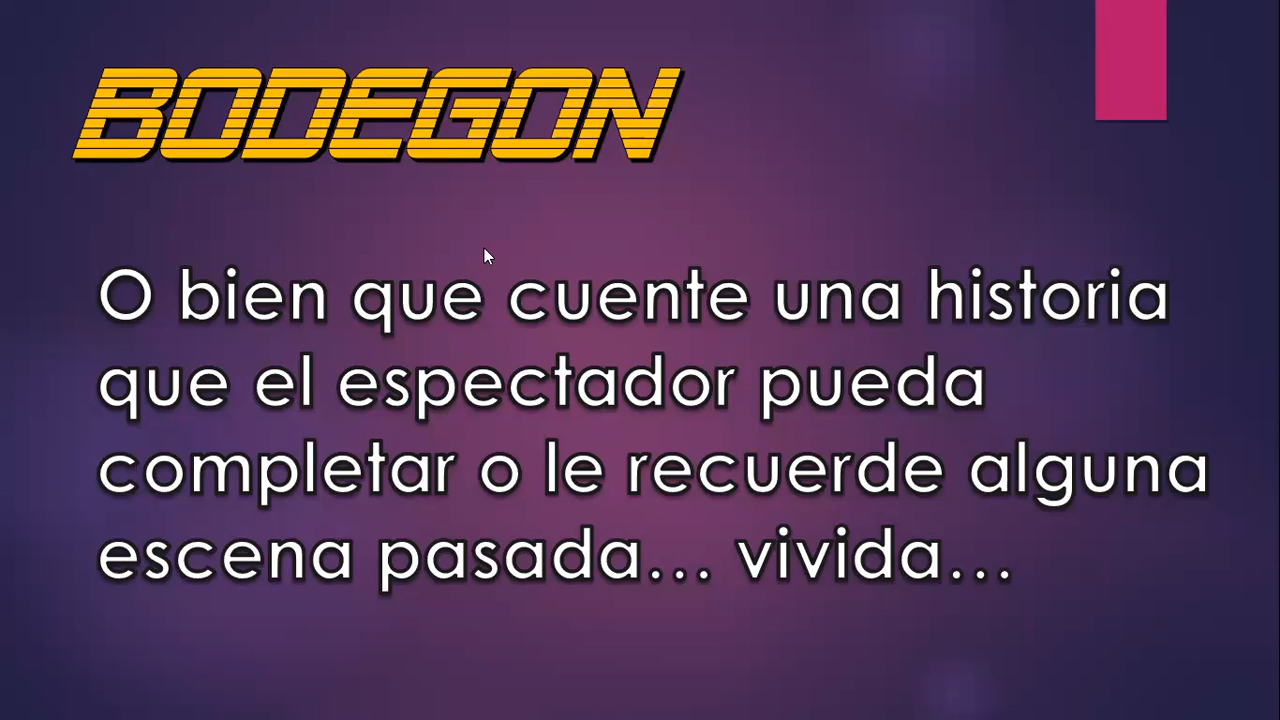 BODEGON
O bien que cuente una historia
que el espectador pueda
completar o le recuerde alguna
escena pasada... vivida...